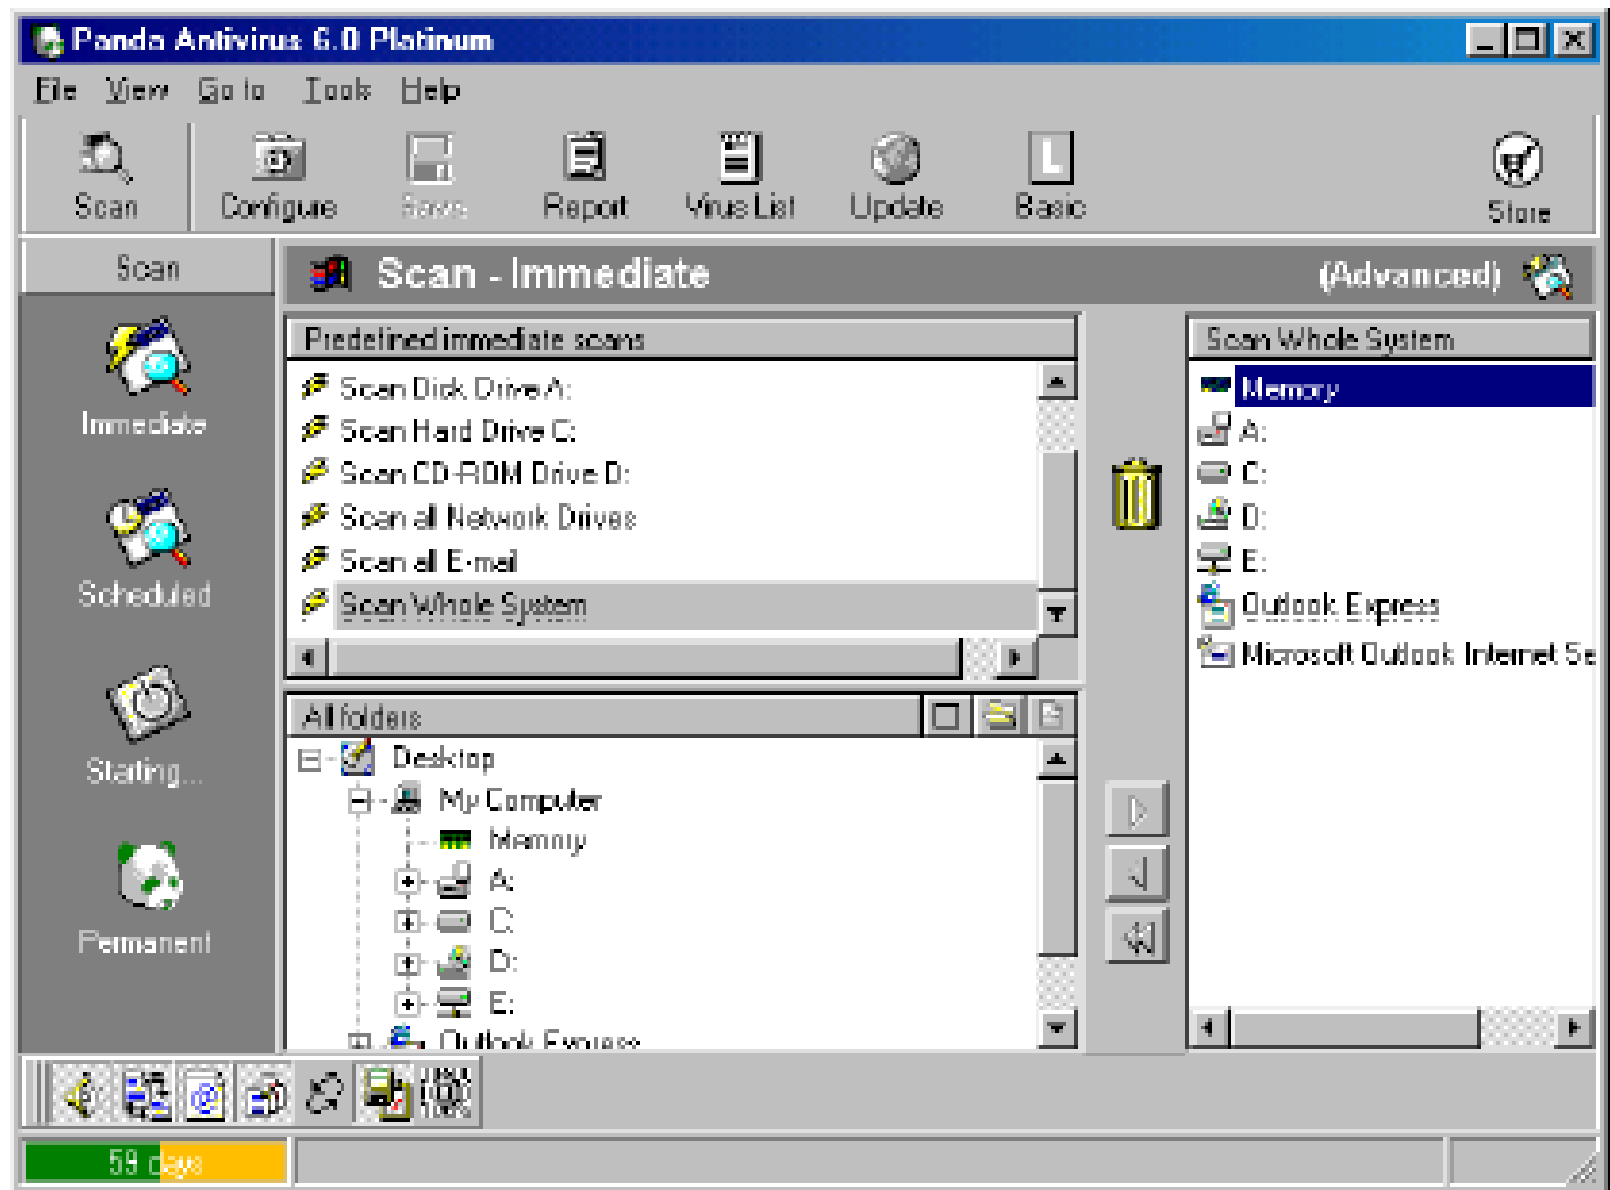 Panda Antivirus 6.0 Platinum
File View Go to Tools Help
Scan Configure Save Report Virus List Update Basic Store
Scan
Scan - Immediate (Advanced)
Immediate
Scheduled
Starting...
Permanent
Predefined immediate scans
Scan Disk Drive A:
Scan Hard Drive C:
Scan CD-ROM Drive D:
Scan all Network Drives
Scan all E-mail
Scan Whole System
All folders
Desktop
My Computer
Memory
A:
C:
D:
E:
Outlook Express
Scan Whole System
Memory
A:
C:
D:
E:
Outlook Express
Microsoft Outlook Internet Se
59 days